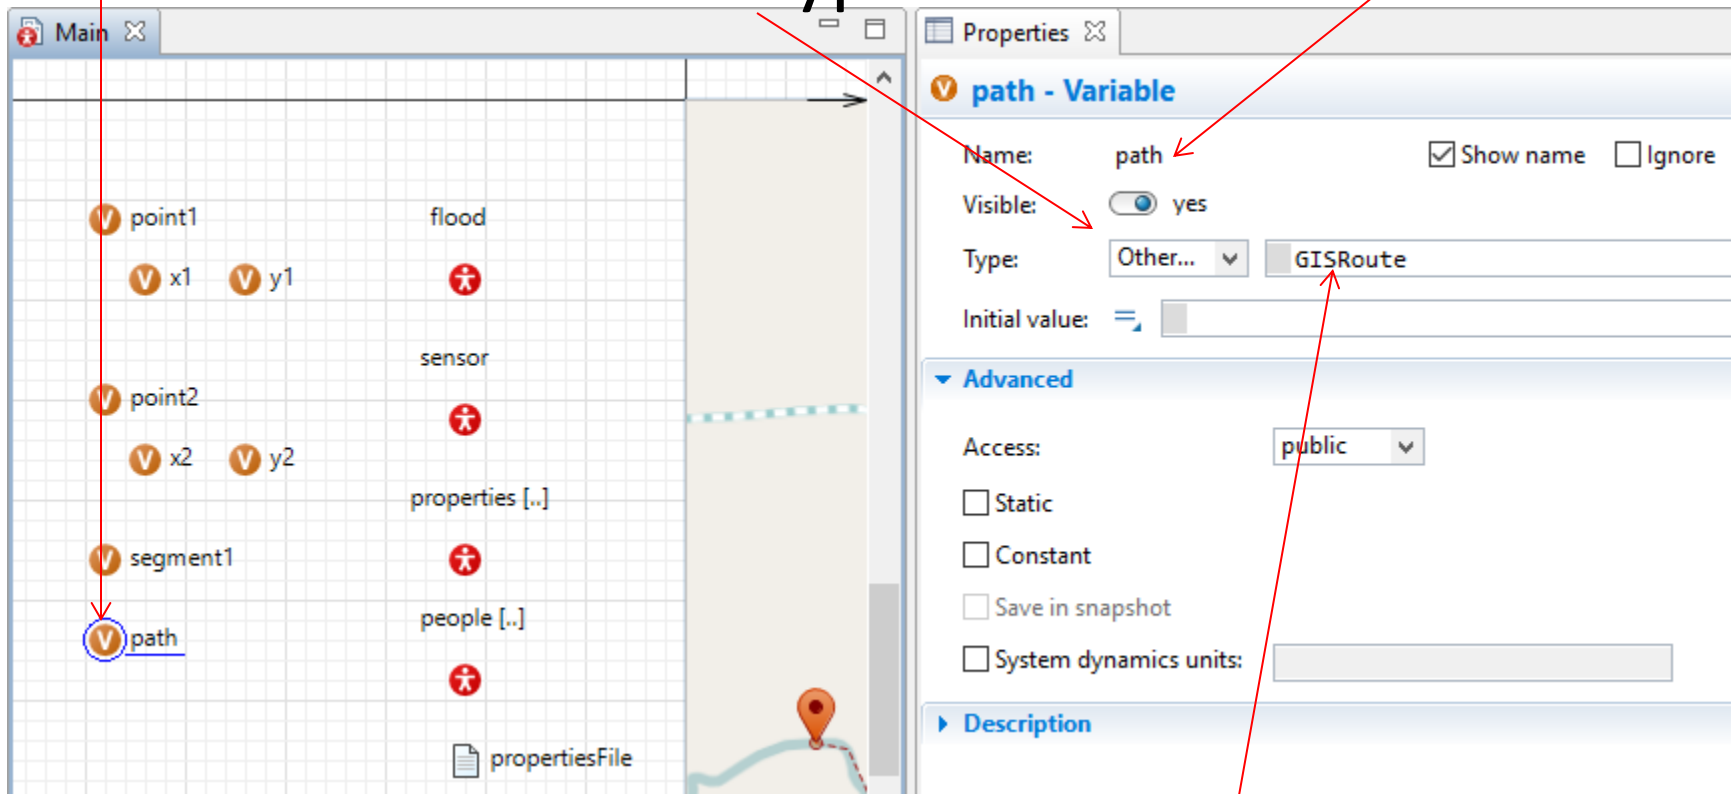 Main
point1
x1 y1
point2
x2 y2
segment1
path
flood
sensor
properties [..]
people [..]
propertiesFile
Properties
path - Variable
Name: path Show name Ignore
Visible: yes
Type: Other... GISRoute
Initial value:
Advanced
Access: public
Static
Constant
Save in snapshot
System dynamics units:
Description